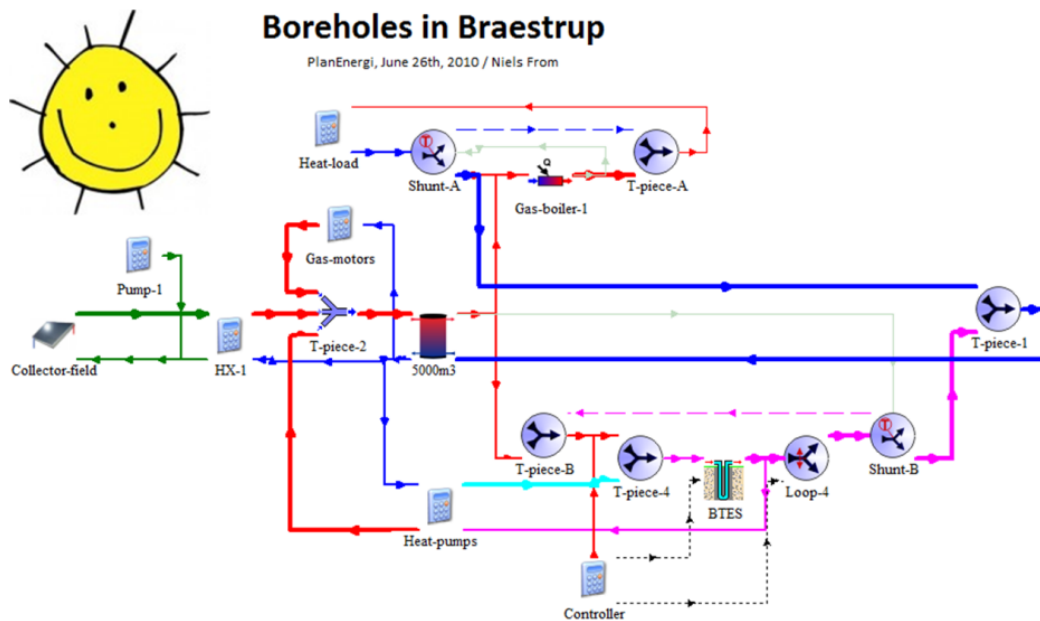 Boreholes in Braestrup
PlanEnergi, June 26th, 2010 / Niels From
Heat-load
T
Shunt-A
Q
Gas-boiler-1
T-piece-A
Pump-1
Gas-motors
Collector-field
HX-1
T-piece-2
5000m3
T-piece-1
T-piece-B
T-piece-4
BTES
Loop-4
T
Shunt-B
Heat-pumps
Controller